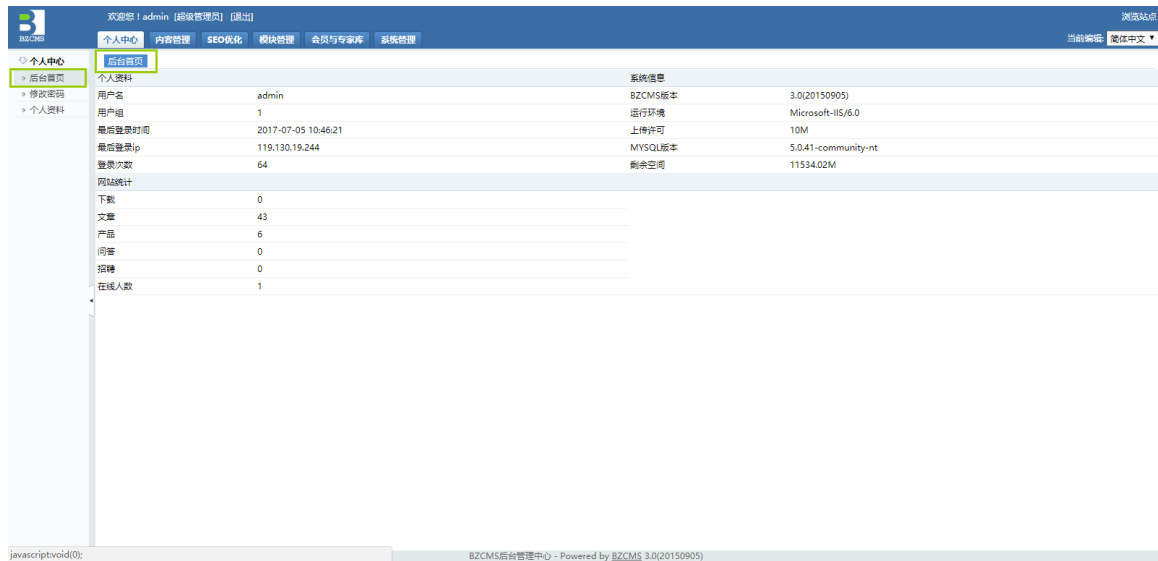 欢迎您！admin [超级管理员] [退出] 浏览站点
BZCMS
个人中心 内容管理 SEO优化 模块管理 会员与专家库 系统管理 当前编辑: 简体中文
个人中心
后台首页
修改密码
个人资料
后台首页
个人资料 系统信息
用户名 admin BZCMS版本 3.0(20150905)
用户组 1 运行环境 Microsoft-IIS/6.0
最后登录时间 2017-07-05 10:46:21 上传许可 10M
最后登录ip 119.130.19.244 MYSQL版本 5.0.41-community-nt
登录次数 64 剩余空间 11534.02M
网站统计
下载 0
文章 43
产品 6
问答 0
招聘 0
在线人数 1
javascript:void(0); BZCMS后台管理中心 - Powered by BZCMS 3.0(20150905)